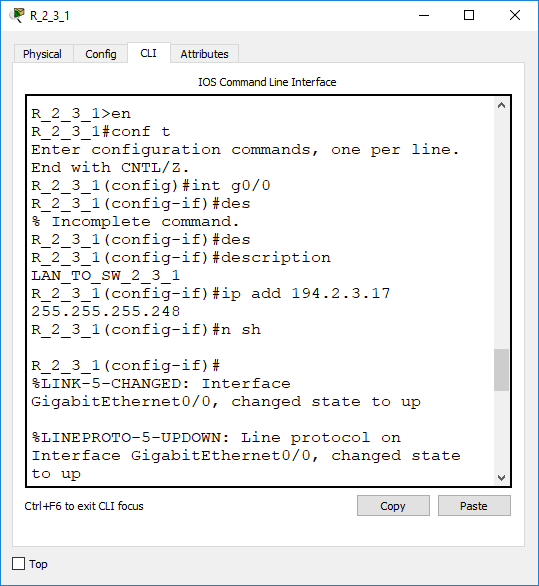 R_2_3_1
Physical Config CLI Attributes
IOS Command Line Interface
R_2_3_1>en
R_2_3_1#conf t
Enter configuration commands, one per line.
End with CNTL/Z.
R_2_3_1(config)#int g0/0
R_2_3_1(config-if)#des
% Incomplete command.
R_2_3_1(config-if)#des
R_2_3_1(config-if)#description
LAN_TO_SW_2_3_1
R_2_3_1(config-if)#ip add 194.2.3.17
255.255.255.248
R_2_3_1(config-if)#n sh
R_2_3_1(config-if)#
%LINK-5-CHANGED: Interface
GigabitEthernet0/0, changed state to up
%LINEPROTO-5-UPDOWN: Line protocol on
Interface GigabitEthernet0/0, changed state
to up
Ctrl+F6 to exit CLI focus Copy Paste
Top